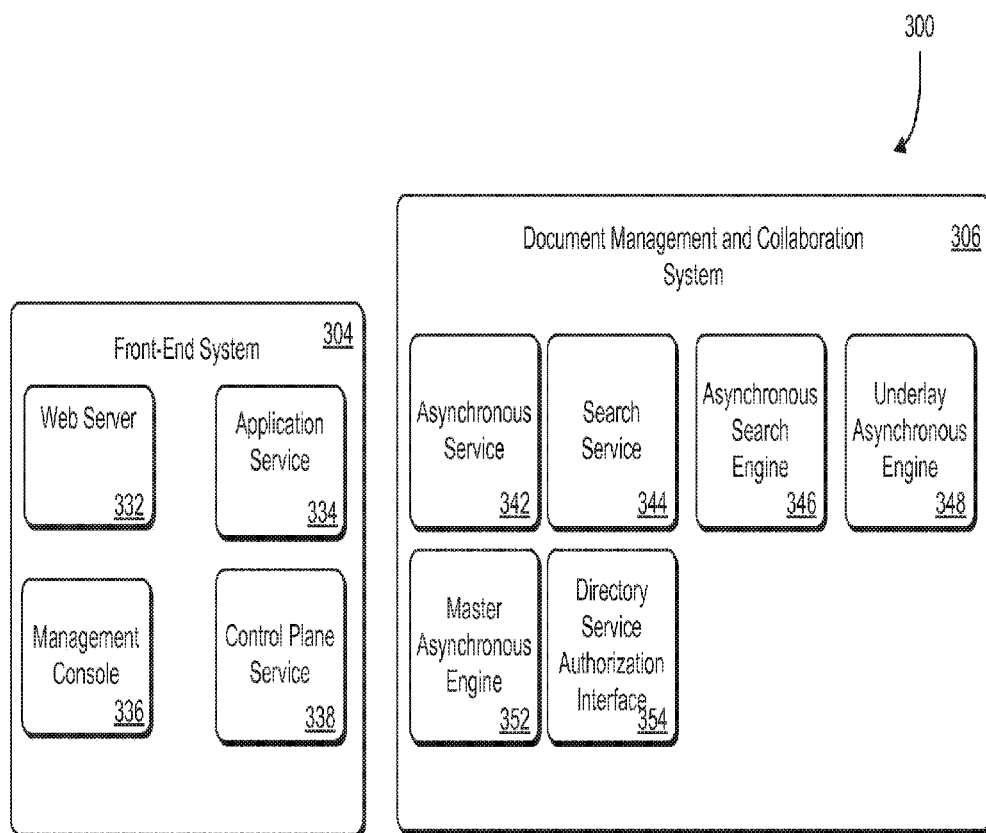 300
Document Management and Collaboration
System
306
Front-End System
304
Web Server
332
Application
Service
334
Management
Console
336
Control Plane
Service
338
Asynchronous
Service
342
Search
Service
344
Asynchronous
Search
Engine
346
Underlay
Asynchronous
Engine
348
Master
Asynchronous
Engine
352
Directory
Service
Authorization
Interface
354